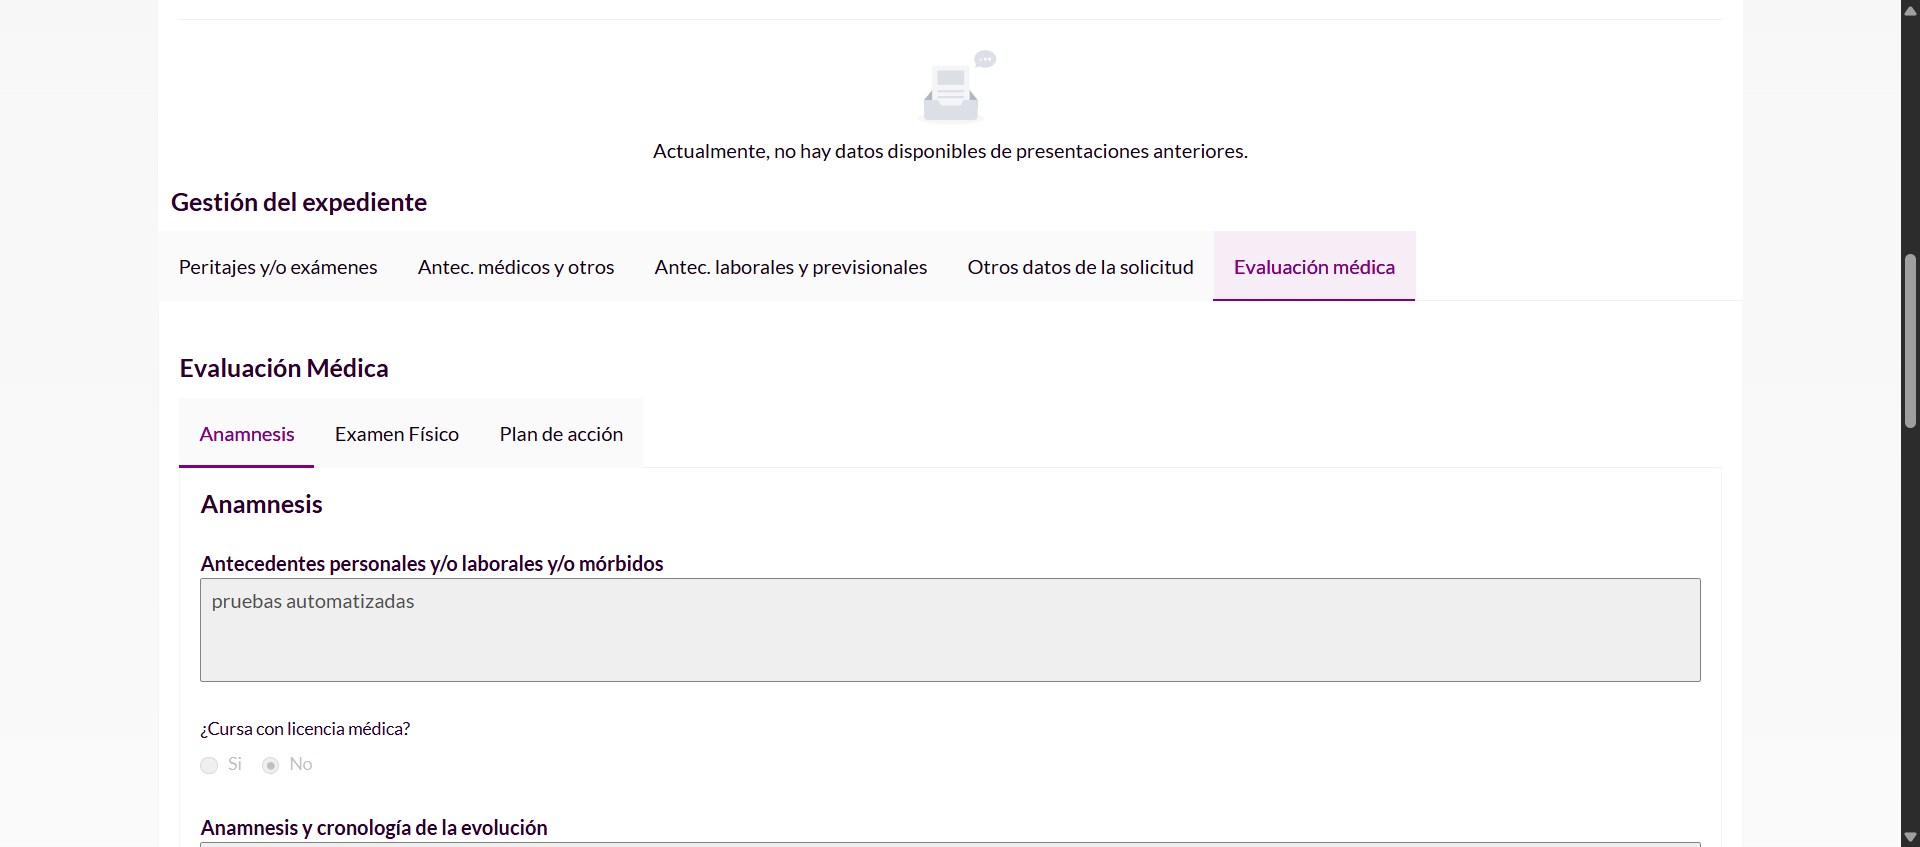 Actualmente, no hay datos disponibles de presentaciones anteriores.
Gestión del expediente
Peritajes y/o exámenes Antec. médicos y otros Antec. laborales y previsionales Otros datos de la solicitud Evaluación médica
Evaluación Médica
Anamnesis Examen Físico Plan de acción
Anamnesis
Antecedentes personales y/o laborales y/o mórbidos
pruebas automatizadas
¿Cursa con licencia médica?
Si No
Anamnesis y cronología de la evolución